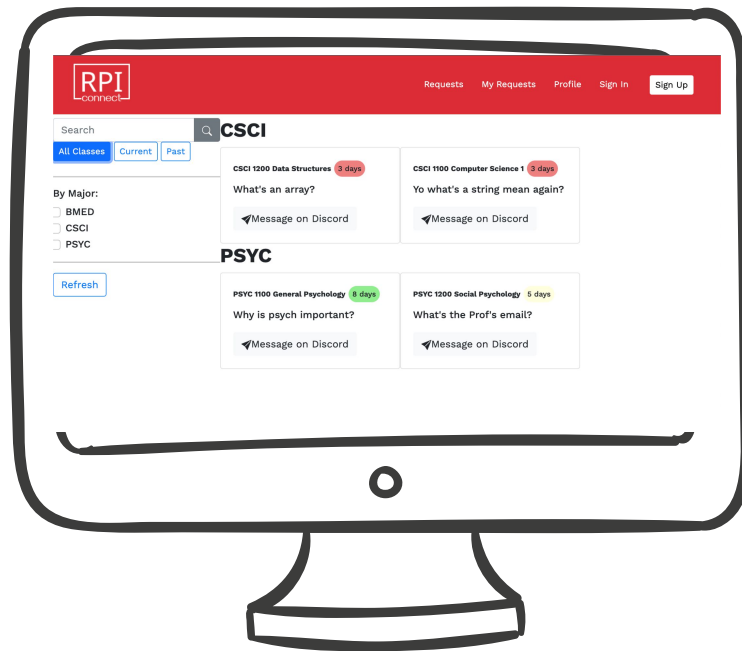 RPI
connect
Requests My Requests Profile Sign In Sign Up
Search
All Classes Current Past
By Major:
BMED
CSCI
PSYC
Refresh
CSCI
CSCI 1200 Data Structures 3 days
What's an array?
Message on Discord
CSCI 1100 Computer Science 1 3 days
Yo what's a string mean again?
Message on Discord
PSYC
PSYC 1100 General Psychology 8 days
Why is psych important?
Message on Discord
PSYC 1200 Social Psychology 5 days
What's the Prof's email?
Message on Discord